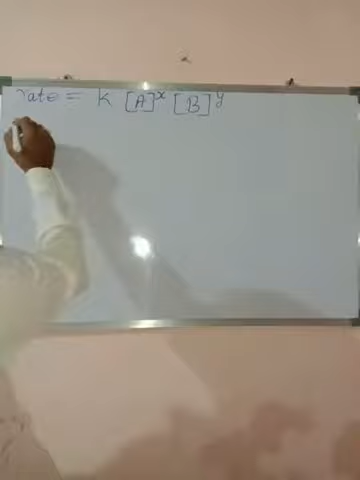 rate = K [A]ˣ [B]ʸ